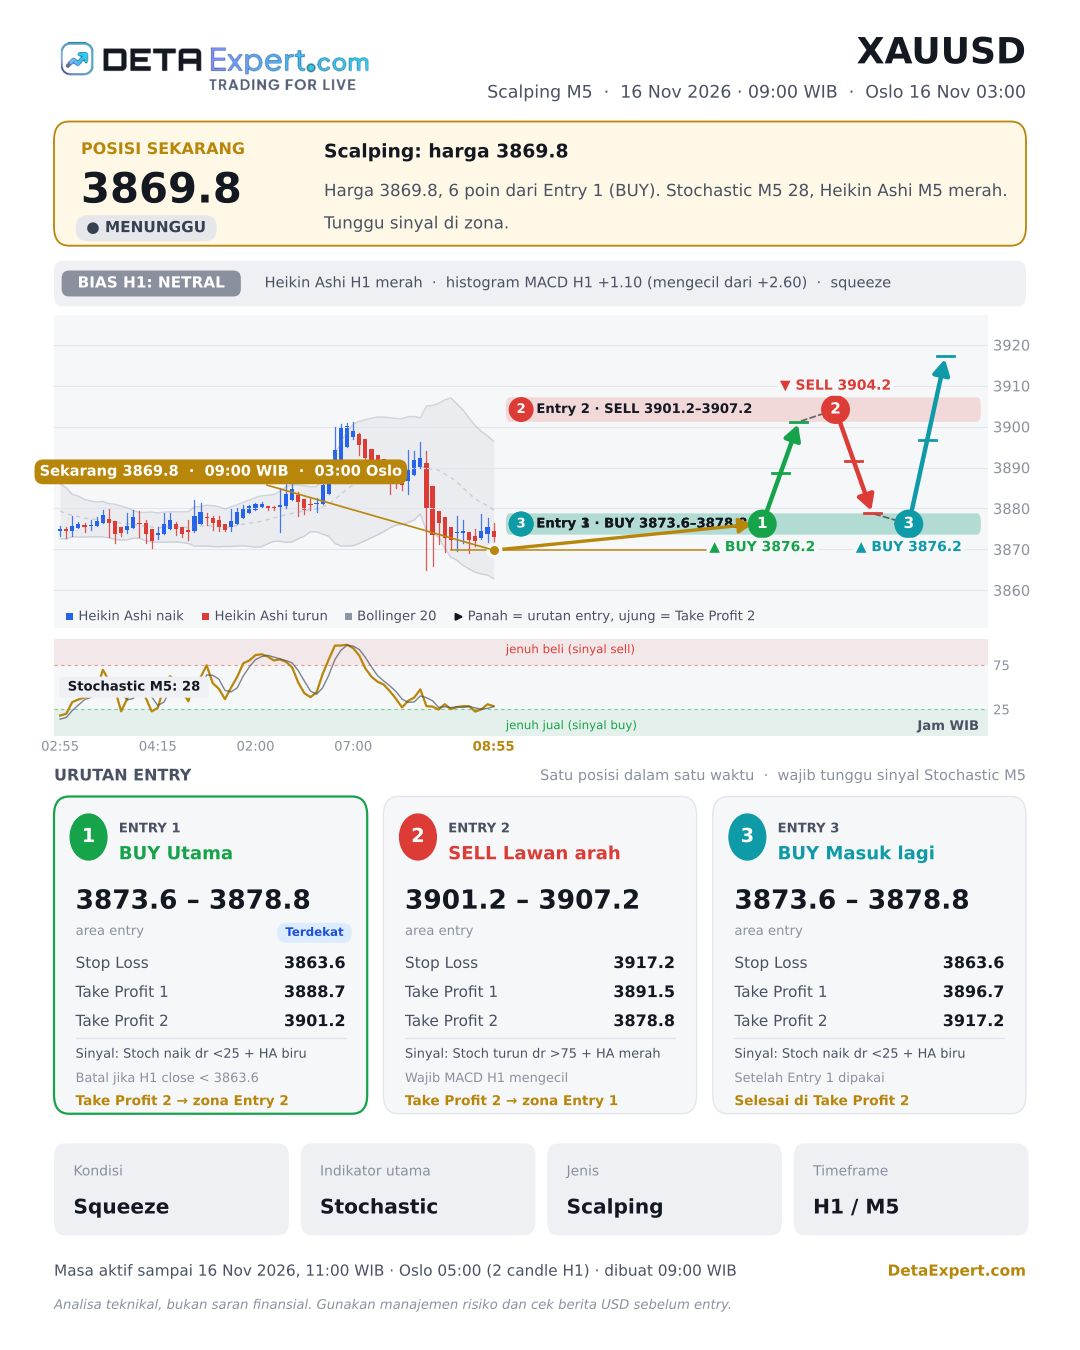 DETA Expert.com
TRADING FOR LIVE
XAUUSD
Scalping M5 · 16 Nov 2026 · 09:00 WIB · Oslo 16 Nov 03:00
POSISI SEKARANG
3869.8
● MENUNGGU
Scalping: harga 3869.8
Harga 3869.8, 6 poin dari Entry 1 (BUY). Stochastic M5 28, Heikin Ashi M5 merah.
Tunggu sinyal di zona.
BIAS H1: NETRAL
Heikin Ashi H1 merah · histogram MACD H1 +1.10 (mengecil dari +2.60) · squeeze
3920
3910
3900
3890
3880
3870
3860
▼ SELL 3904.2
2 Entry 2 · SELL 3901.2–3907.2
2
Sekarang 3869.8 · 09:00 WIB · 03:00 Oslo
3 Entry 3 · BUY 3873.6–3878.8
1
3
▲ BUY 3876.2
▲ BUY 3876.2
Heikin Ashi naik
Heikin Ashi turun
Bollinger 20
Panah = urutan entry, ujung = Take Profit 2
jenuh beli (sinyal sell)
75
Stochastic M5: 28
25
jenuh jual (sinyal buy)
Jam WIB
02:55
04:15
02:00
07:00
08:55
URUTAN ENTRY
Satu posisi dalam satu waktu · wajib tunggu sinyal Stochastic M5
1
ENTRY 1
BUY Utama
3873.6 – 3878.8
area entry
Terdekat
Stop Loss 3863.6
Take Profit 1 3888.7
Take Profit 2 3901.2
Sinyal: Stoch naik dr <25 + HA biru
Batal jika H1 close < 3863.6
Take Profit 2 → zona Entry 2
2
ENTRY 2
SELL Lawan arah
3901.2 – 3907.2
area entry
Stop Loss 3917.2
Take Profit 1 3891.5
Take Profit 2 3878.8
Sinyal: Stoch turun dr >75 + HA merah
Wajib MACD H1 mengecil
Take Profit 2 → zona Entry 1
3
ENTRY 3
BUY Masuk lagi
3873.6 – 3878.8
area entry
Stop Loss 3863.6
Take Profit 1 3896.7
Take Profit 2 3917.2
Sinyal: Stoch naik dr <25 + HA biru
Setelah Entry 1 dipakai
Selesai di Take Profit 2
Kondisi
Squeeze
Indikator utama
Stochastic
Jenis
Scalping
Timeframe
H1 / M5
Masa aktif sampai 16 Nov 2026, 11:00 WIB · Oslo 05:00 (2 candle H1) · dibuat 09:00 WIB
DetaExpert.com
Analisa teknikal, bukan saran finansial. Gunakan manajemen risiko dan cek berita USD sebelum entry.